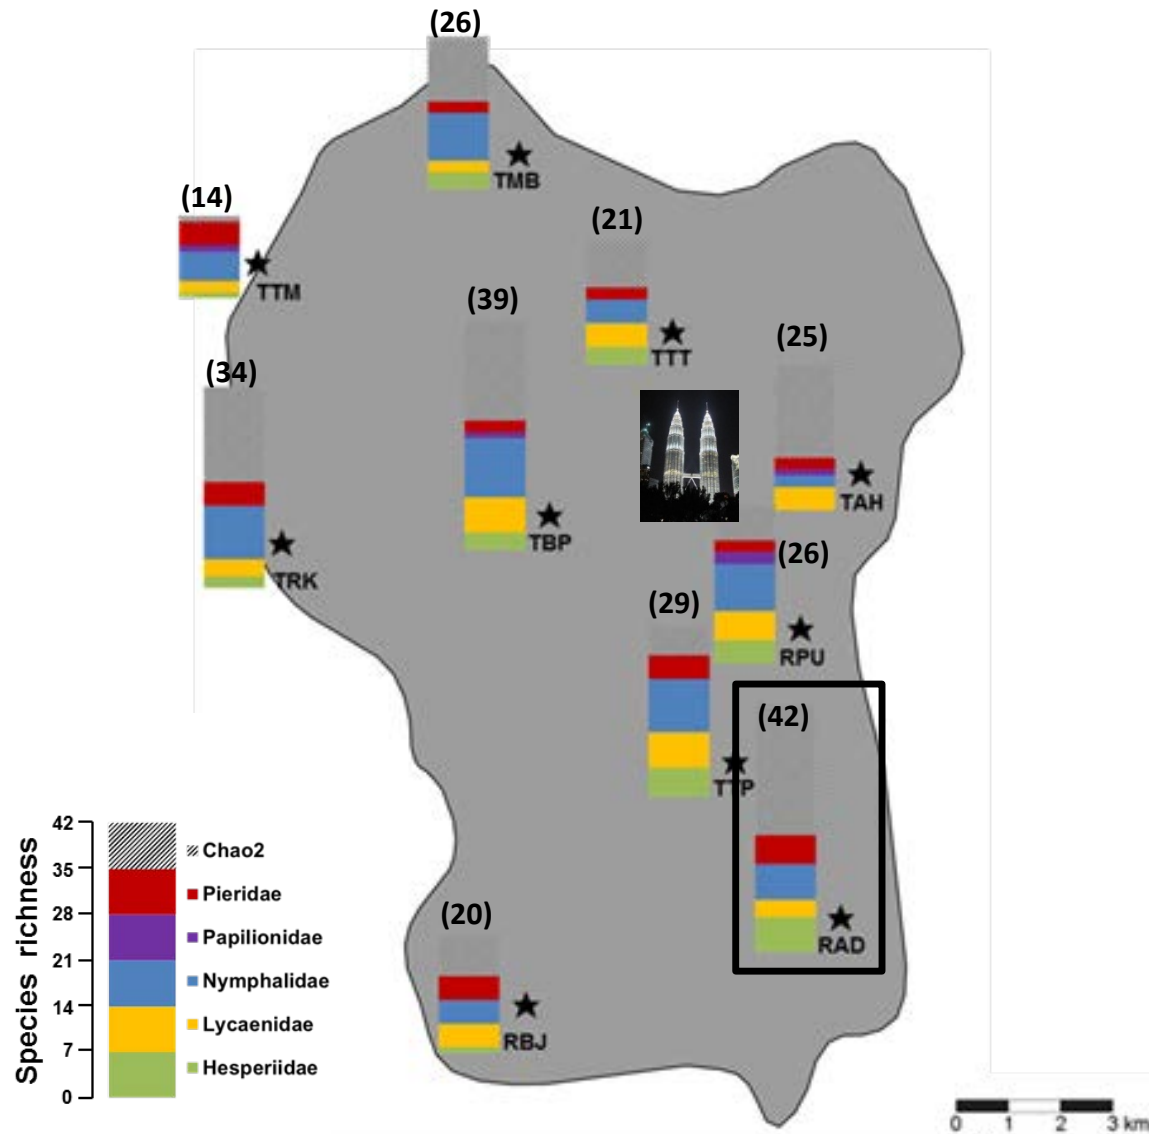 (26)
TMB
(14)
TTM
(21)
TTT
(39)
TBP
(34)
TRK
(25)
TAH
(26)
RPU
(29)
TTP
(42)
RAD
(20)
RBJ
Species richness
42
35
28
21
14
7
0
Chao2
Pieridae
Papilionidae
Nymphalidae
Lycaenidae
Hesperiidae
0 1 2 3 km